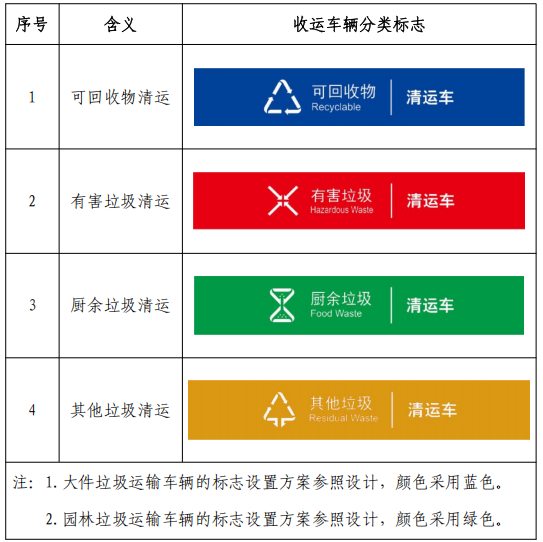 序号 含义 收运车辆分类标志
1 可回收物清运 可回收物 Recyclable 清运车
2 有害垃圾清运 有害垃圾 Hazardous Waste 清运车
3 厨余垃圾清运 厨余垃圾 Food Waste 清运车
4 其他垃圾清运 其他垃圾 Residual Waste 清运车
注：1. 大件垃圾运输车辆的标志设置方案参照设计，颜色采用蓝色。
2. 园林垃圾运输车辆的标志设置方案参照设计，颜色采用绿色。